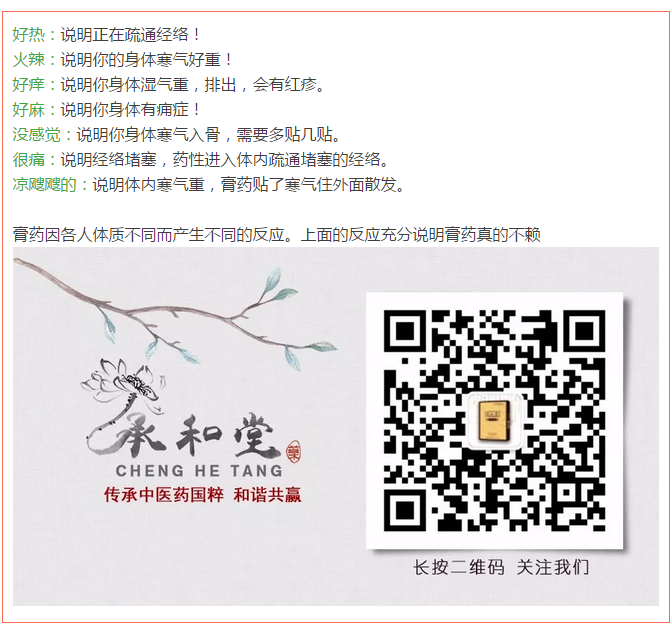 好热：说明正在疏通经络！
火辣：说明你的身体寒气好重！
好痒：说明你身体湿气重，排出，会有红疹。
好麻：说明你身体有痈症！
没感觉：说明你身体寒气入骨，需要多贴几贴。
很痛：说明经络堵塞，药性进入体内疏通堵塞的经络。
凉飕飕的：说明体内寒气重，膏药贴了寒气住外面散发。
膏药因各人体质不同而产生不同的反应。上面的反应充分说明膏药真的不赖
承和堂
CHENG HE TANG
传承中医药国粹 和谐共赢
长按二维码 关注我们